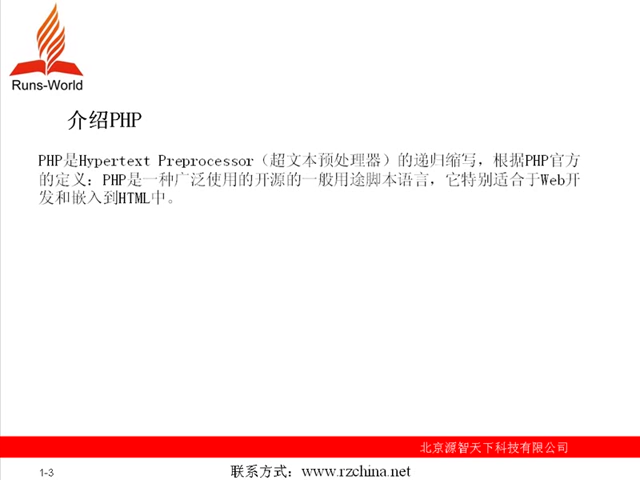 Runs-World
介绍PHP
PHP是Hypertext Preprocessor（超文本预处理器）的递归缩写，根据PHP官方
的定义：PHP是一种广泛使用的开源的一般用途脚本语言，它特别适合于Web开
发和嵌入到HTML中。
北京源智天下科技有限公司
1-3
联系方式：www.rzchina.net